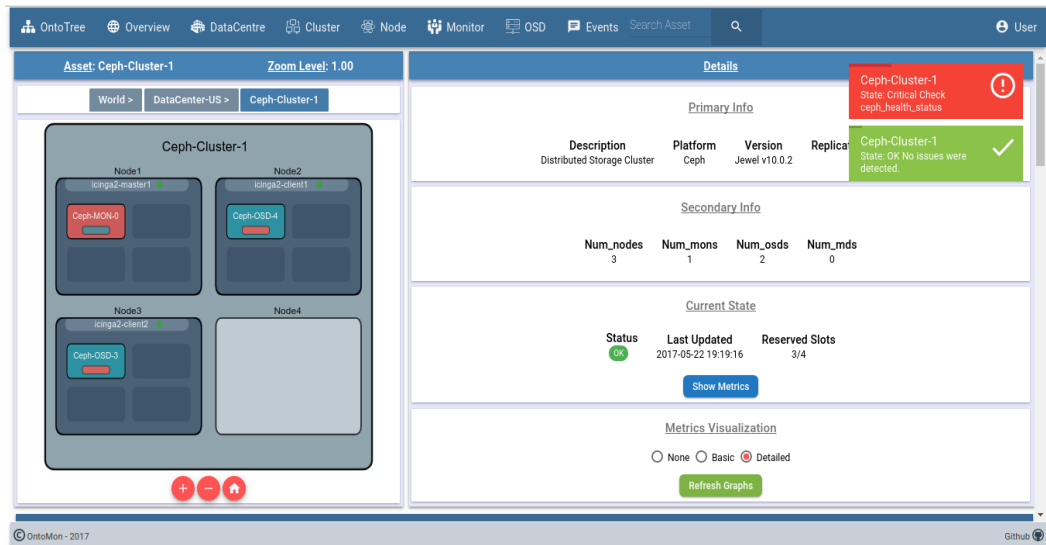 OntoTree Overview DataCentre Cluster Node Monitor OSD Events Search Asset User
Asset: Ceph-Cluster-1 Zoom Level: 1.00
World > DataCenter-US > Ceph-Cluster-1
Ceph-Cluster-1
Node1 Node2
icinga2-master1 icinga2-client1
Ceph-MON-0 Ceph-OSD-4
Node3 Node4
icinga2-client2
Ceph-OSD-3
Details
Primary Info
Description Platform Version Replicat
Distributed Storage Cluster Ceph Jewel v10.0.2
Ceph-Cluster-1
State: Critical Check
ceph_health_status
Ceph-Cluster-1
State: OK No issues were
detected.
Secondary Info
Num_nodes Num_mons Num_osds Num_mds
3 1 2 0
Current State
Status Last Updated Reserved Slots
OK 2017-05-22 19:19:16 3/4
Show Metrics
Metrics Visualization
None Basic Detailed
Refresh Graphs
© OntoMon - 2017 Github